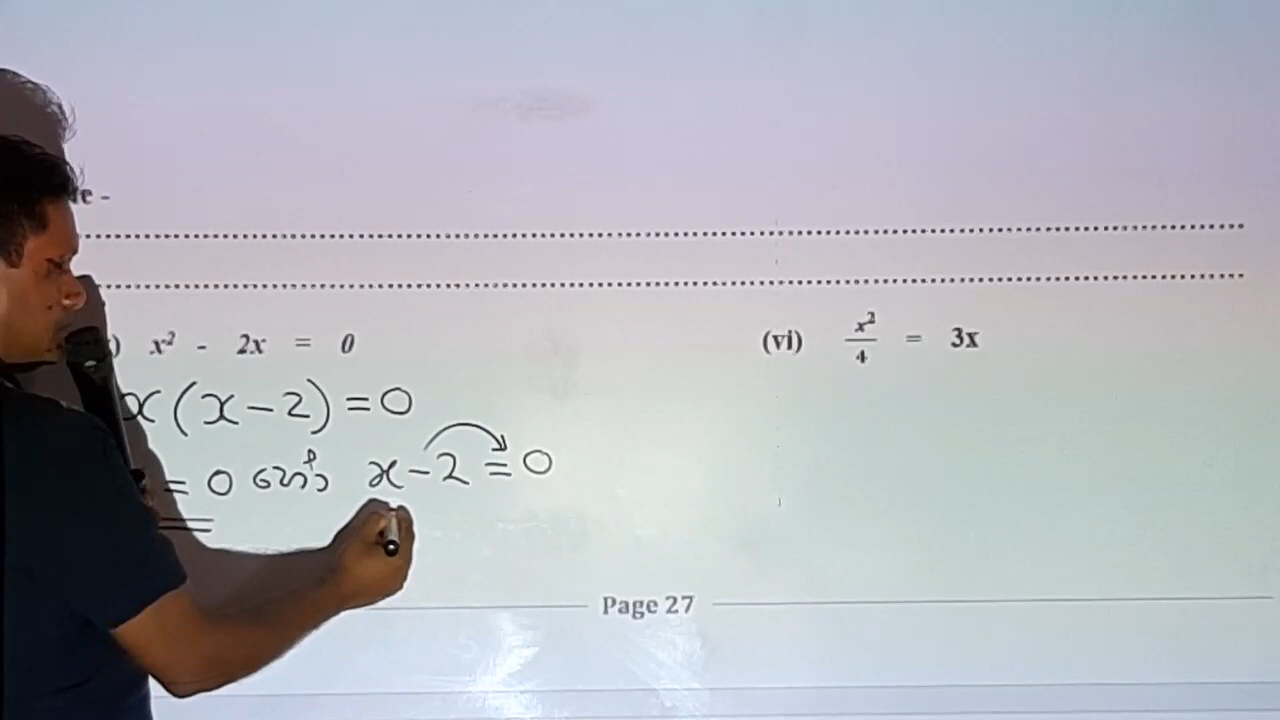 x² - 2x = 0
x(x-2)=0
= 0 හෝ x-2=0
(vi) x²/4 = 3x
Page 27